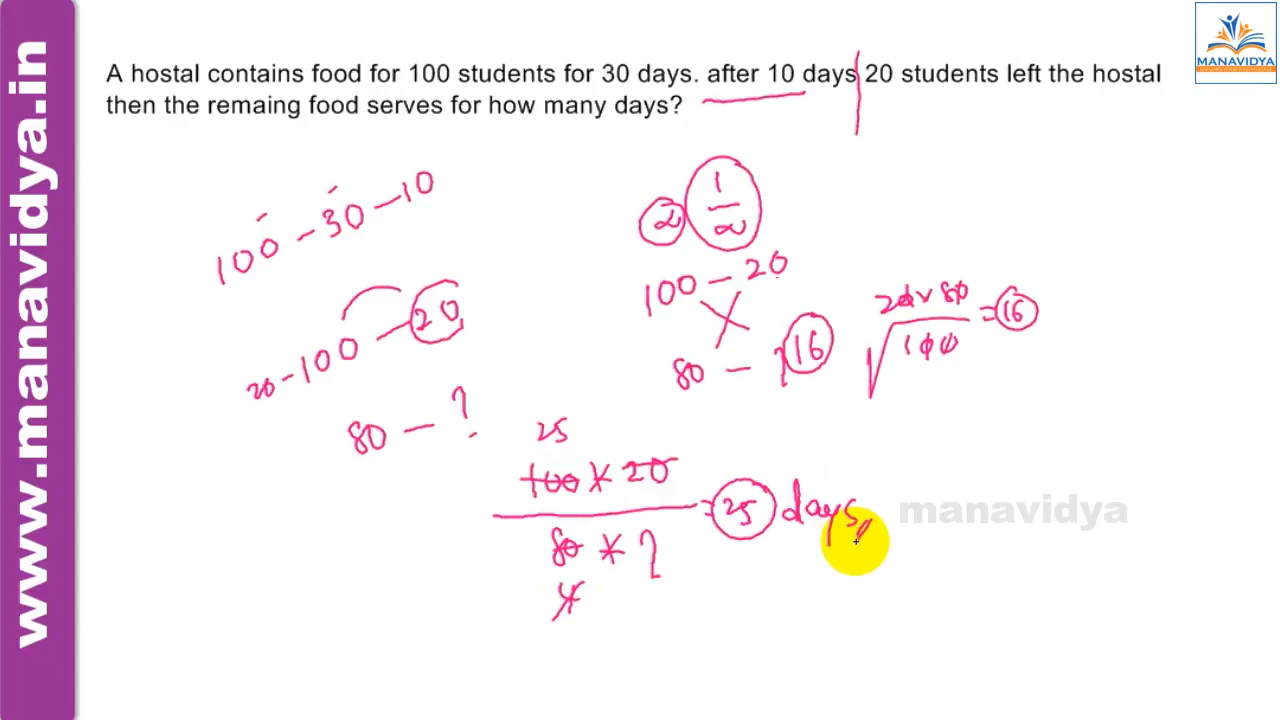 www.manavidya.in
MANAVIDYA
A hostal contains food for 100 students for 30 days. after 10 days 20 students left the hostal
then the remaing food serves for how many days?
100 - 30 - 10
20 - 100 - 20
80 - ?
2 1/2
100 - 20
80 - ? 16
20 x 80
100
= 16
25
100 * 20
80 * ?
4
= 25 days
manavidya